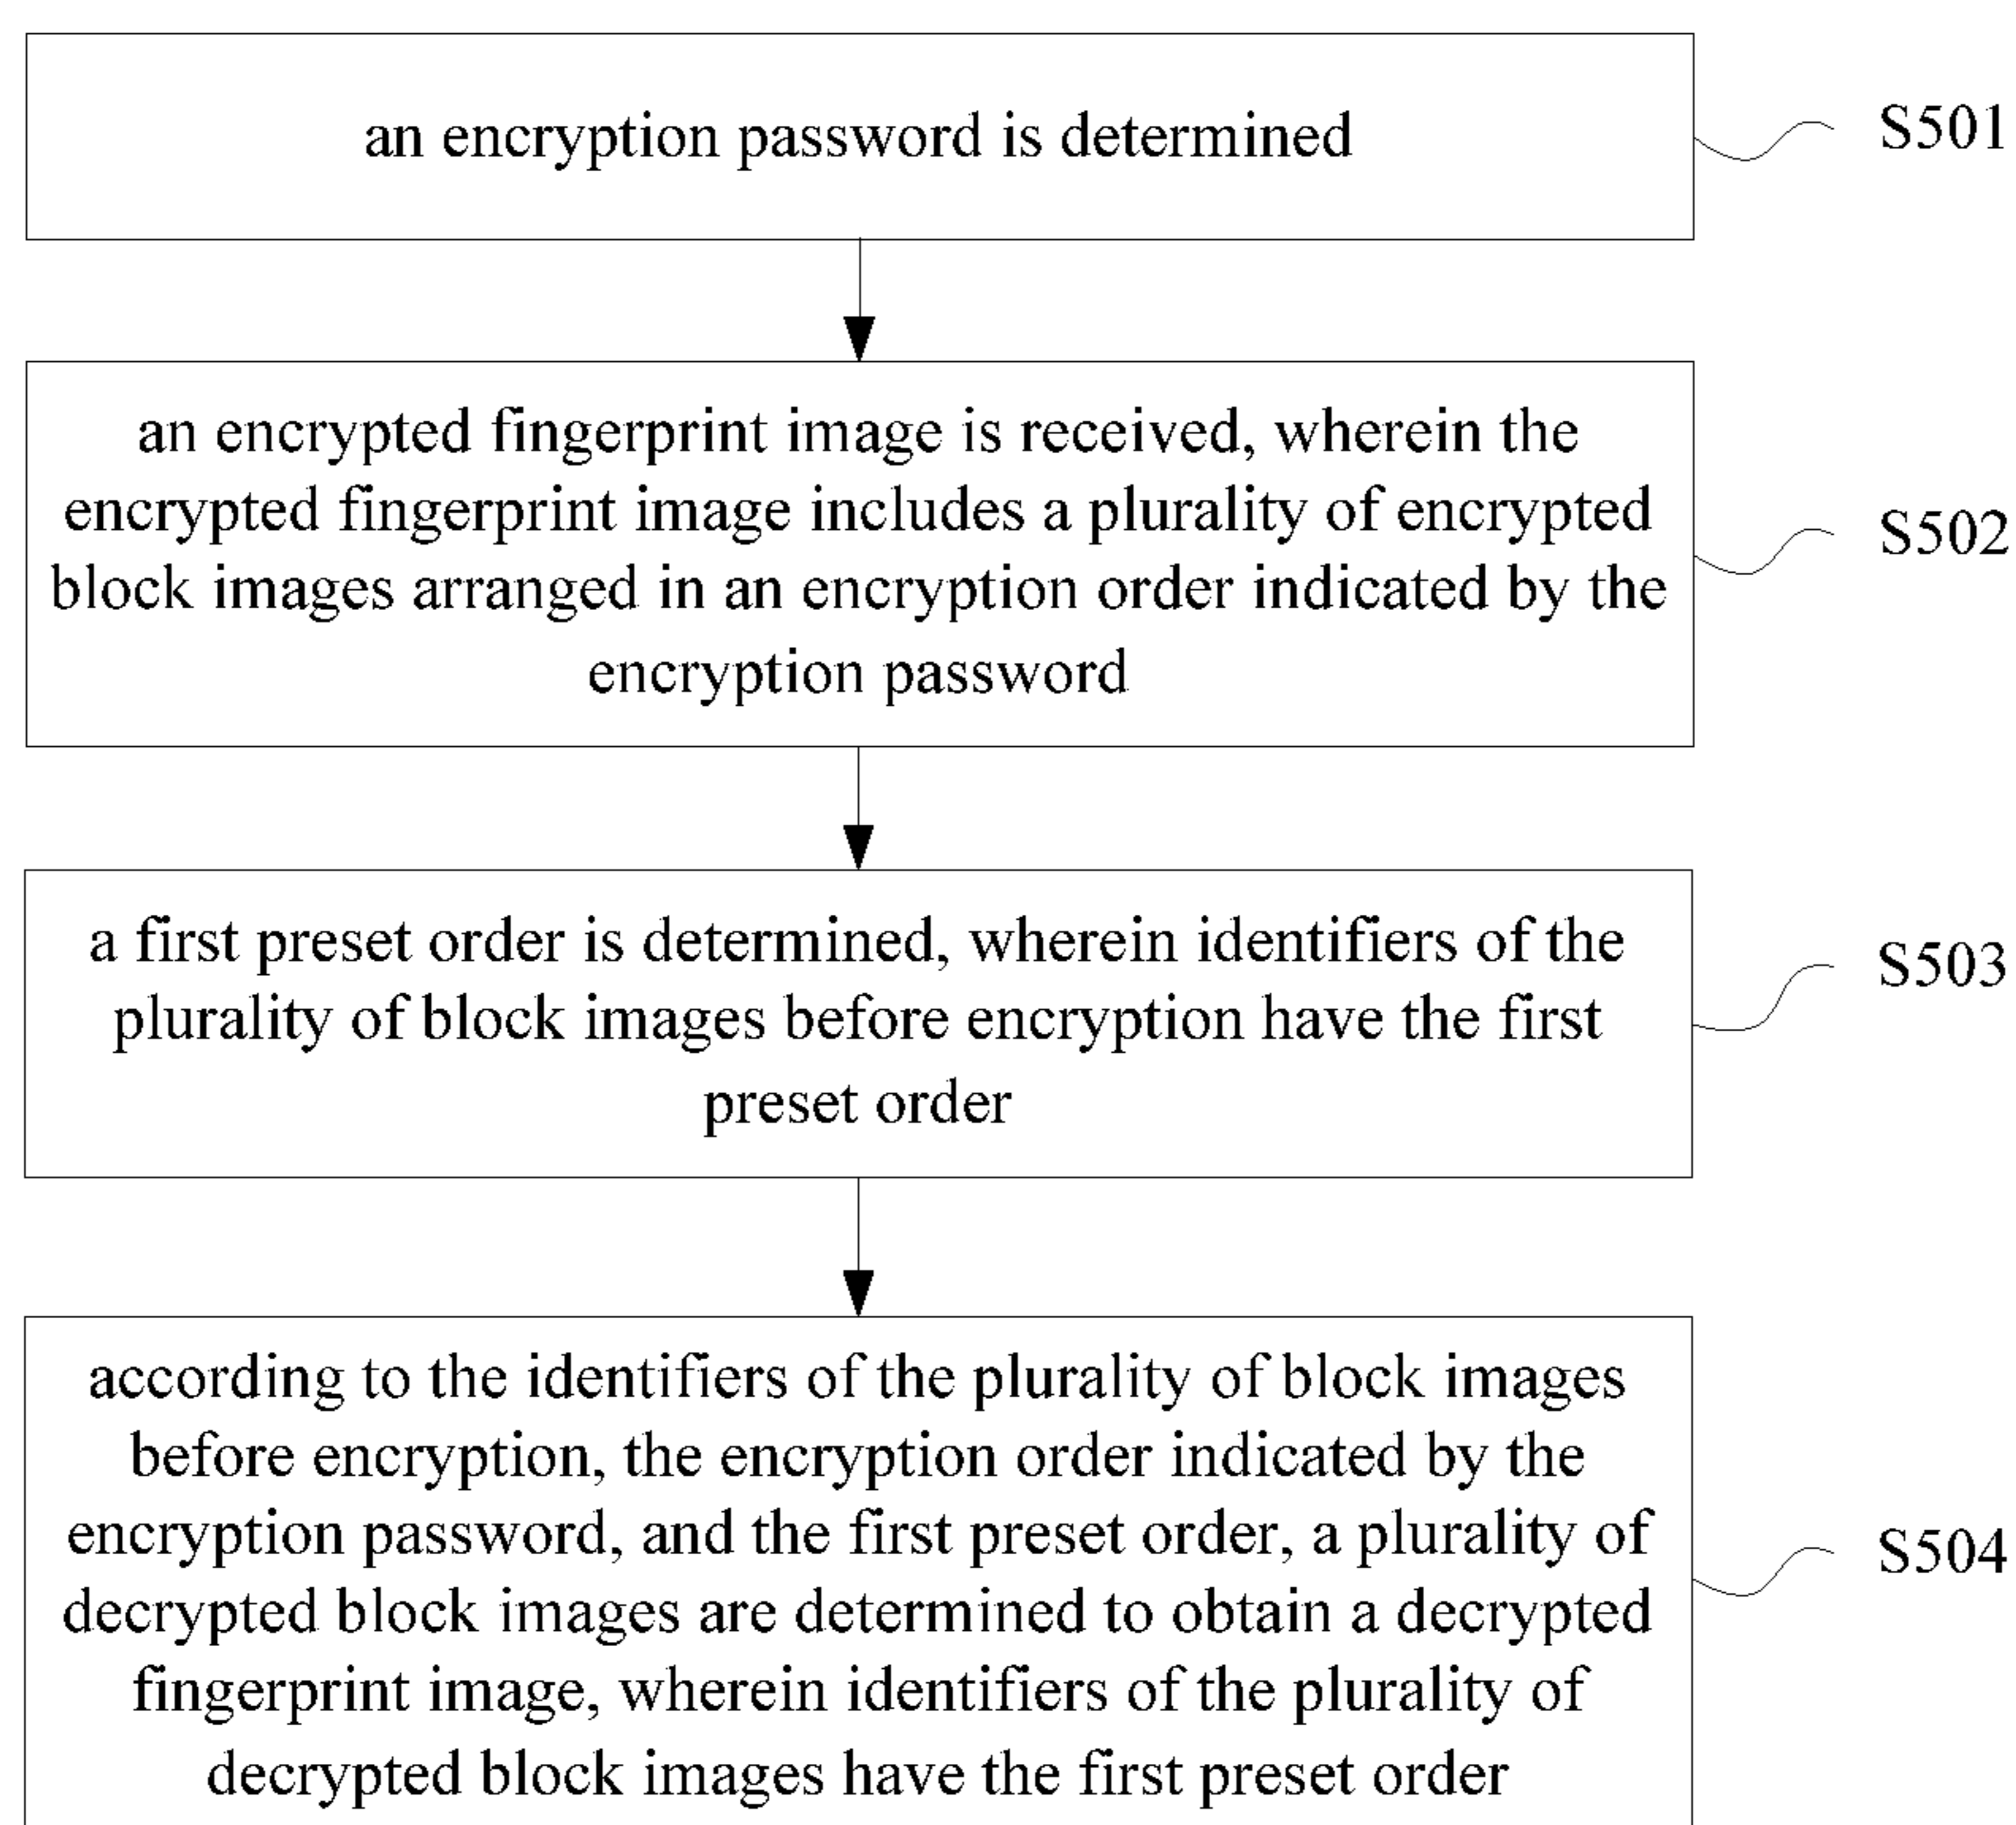 an encryption password is determined
S501
an encrypted fingerprint image is received, wherein the
encrypted fingerprint image includes a plurality of encrypted
block images arranged in an encryption order indicated by the
encryption password
S502
a first preset order is determined, wherein identifiers of the
plurality of block images before encryption have the first
preset order
S503
according to the identifiers of the plurality of block images
before encryption, the encryption order indicated by the
encryption password, and the first preset order, a plurality of
decrypted block images are determined to obtain a decrypted
fingerprint image, wherein identifiers of the plurality of
decrypted block images have the first preset order
S504